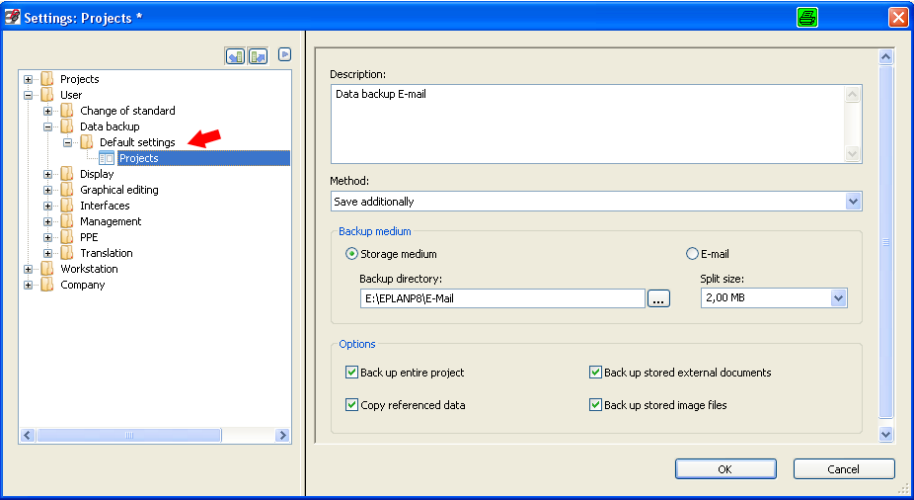 Settings: Projects *
Projects
User
Change of standard
Data backup
Default settings
Projects
Display
Graphical editing
Interfaces
Management
PPE
Translation
Workstation
Company
Description:
Data backup E-mail
Method:
Save additionally
Backup medium
Storage medium
E-mail
Backup directory:
Split size:
E:\EPLANP8\E-Mail
...
2,00 MB
Options
Back up entire project
Back up stored external documents
Copy referenced data
Back up stored image files
OK
Cancel